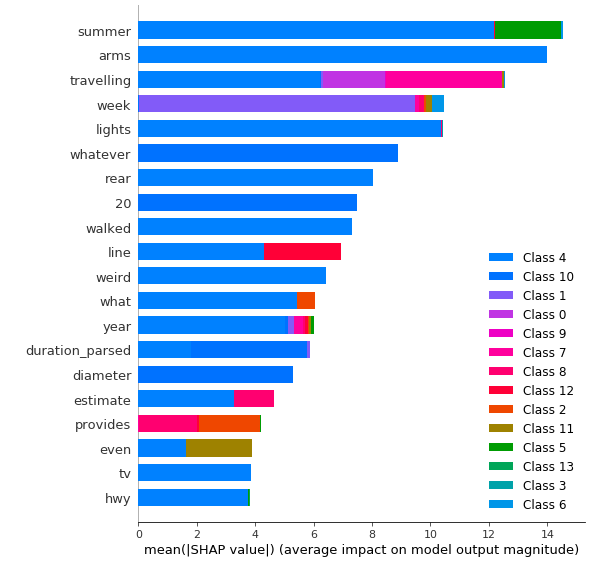 summer
arms
travelling
week
lights
whatever
rear
20
walked
line
weird
what
year
duration_parsed
diameter
estimate
provides
even
tv
hwy
Class 4
Class 10
Class 1
Class 0
Class 9
Class 7
Class 8
Class 12
Class 2
Class 11
Class 5
Class 13
Class 3
Class 6
0 2 4 6 8 10 12 14
mean(|SHAP value|) (average impact on model output magnitude)